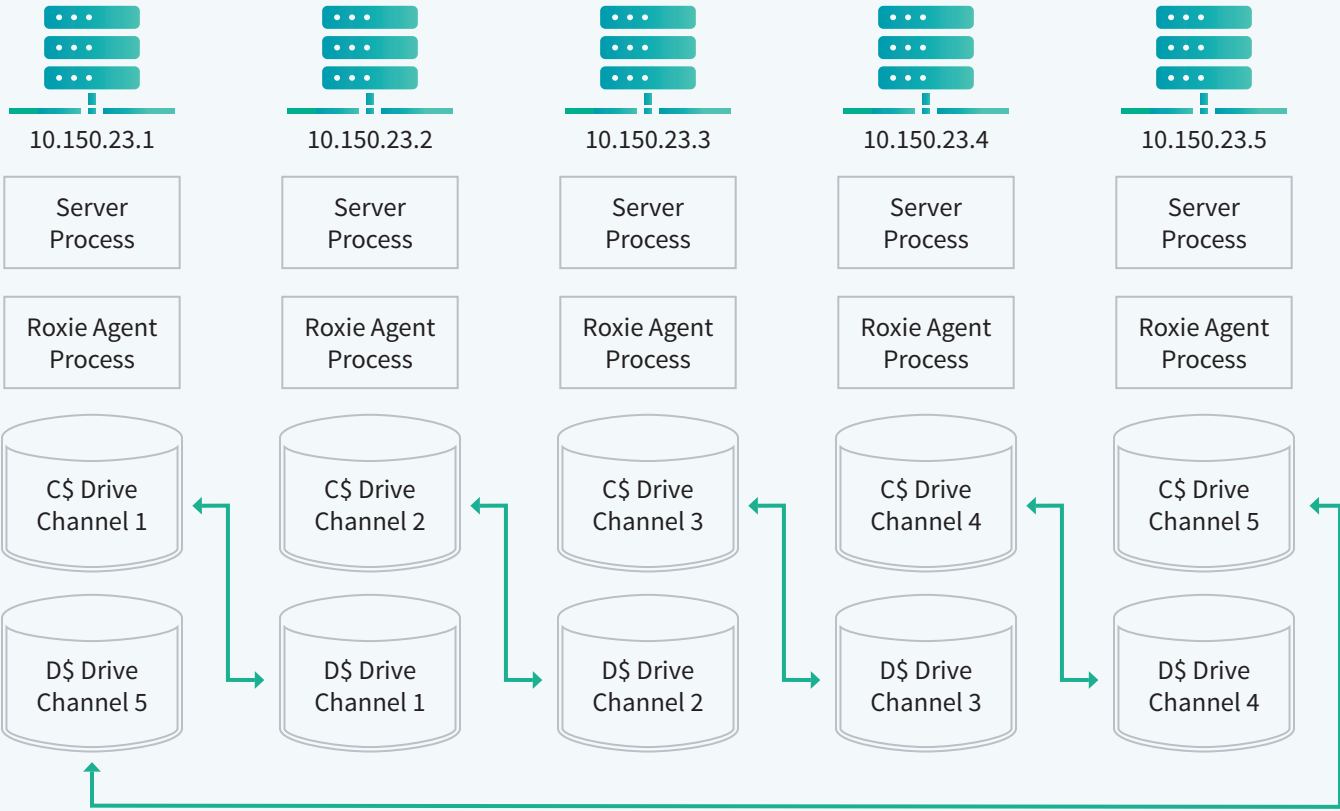 10.150.23.1
10.150.23.2
10.150.23.3
10.150.23.4
10.150.23.5
Server
Process
Server
Process
Server
Process
Server
Process
Server
Process
Roxie Agent
Process
Roxie Agent
Process
Roxie Agent
Process
Roxie Agent
Process
Roxie Agent
Process
C$ Drive
Channel 1
C$ Drive
Channel 2
C$ Drive
Channel 3
C$ Drive
Channel 4
C$ Drive
Channel 5
D$ Drive
Channel 5
D$ Drive
Channel 1
D$ Drive
Channel 2
D$ Drive
Channel 3
D$ Drive
Channel 4